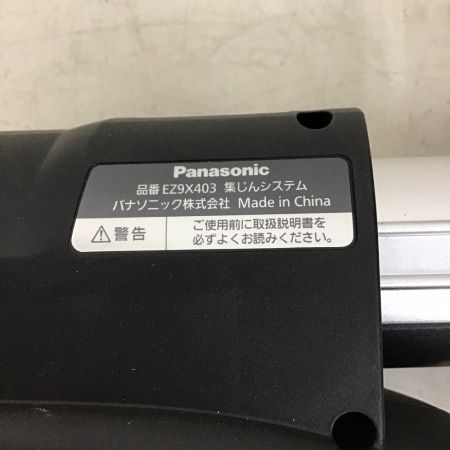 Panasonic
品番 EZ9X403 集じんシステム
パナソニック株式会社 Made in China
⚠警告
ご使用前に取扱説明書を
必ずよくお読みください。